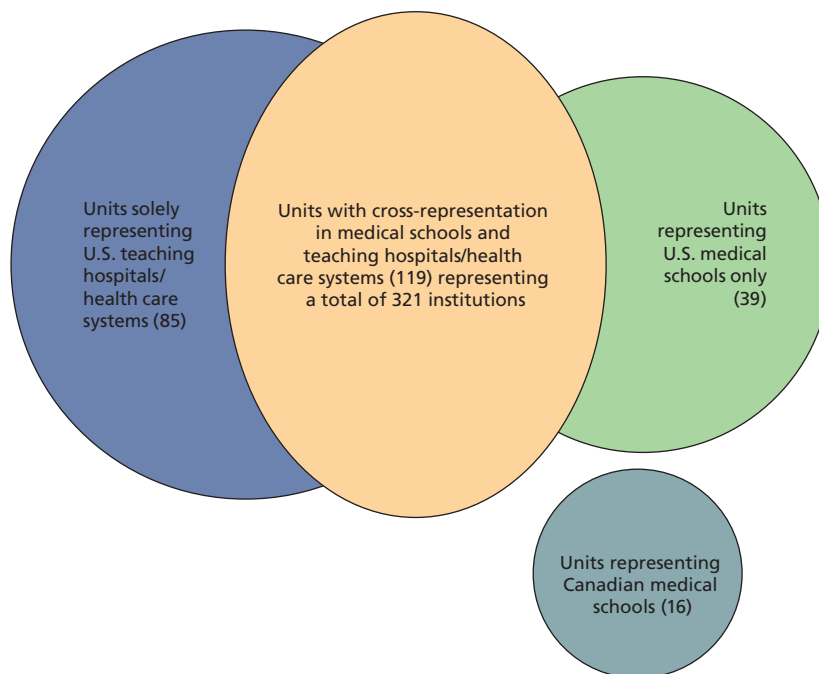 Units solely
representing
U.S. teaching
hospitals/
health care
systems (85)
Units with cross-representation
in medical schools and
teaching hospitals/health
care systems (119) representing
a total of 321 institutions
Units
representing
U.S. medical
schools only
(39)
Units representing
Canadian medical
schools (16)